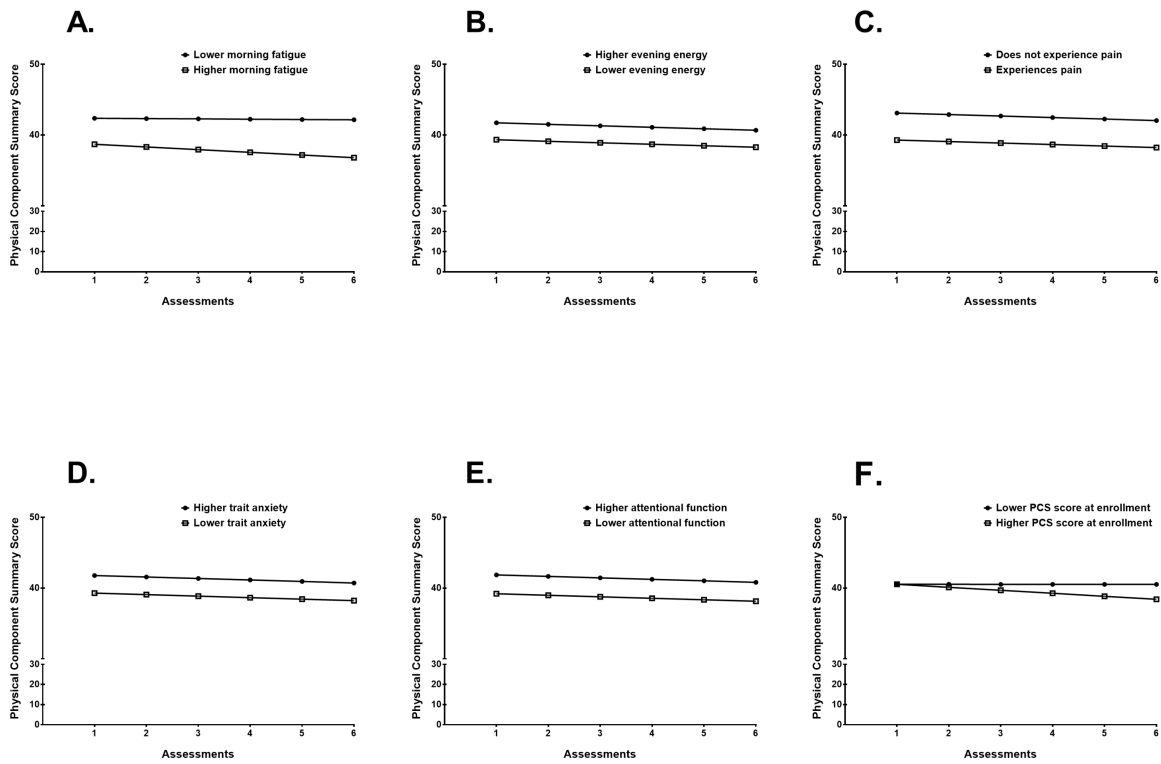 A.
Lower morning fatigue
Higher morning fatigue
Physical Component Summary Score
50
40
30
20
10
0
1 2 3 4 5 6
Assessments
B.
Higher evening energy
Lower evening energy
Physical Component Summary Score
50
40
30
20
10
0
1 2 3 4 5 6
Assessments
C.
Does not experience pain
Experiences pain
Physical Component Summary Score
50
40
30
20
10
0
1 2 3 4 5 6
Assessments
D.
Higher trait anxiety
Lower trait anxiety
Physical Component Summary Score
50
40
30
20
10
0
1 2 3 4 5 6
Assessments
E.
Higher attentional function
Lower attentional function
Physical Component Summary Score
50
40
30
20
10
0
1 2 3 4 5 6
Assessments
F.
Lower PCS score at enrollment
Higher PCS score at enrollment
Physical Component Summary Score
50
40
30
20
10
0
1 2 3 4 5 6
Assessments